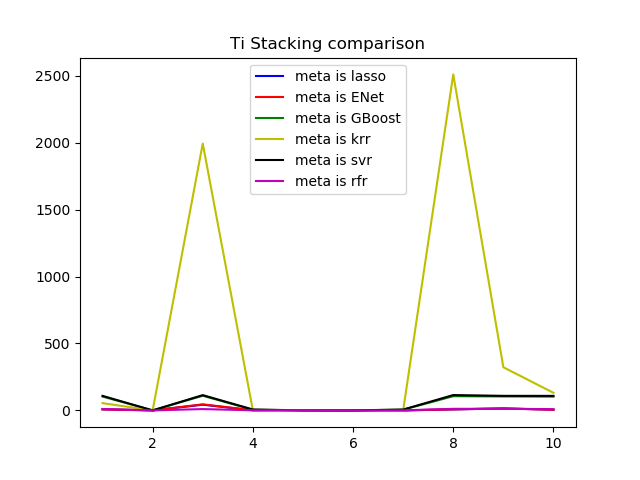 Ti Stacking comparison
meta is lasso
meta is ENet
meta is GBoost
meta is krr
meta is svr
meta is rfr
2500
2000
1500
1000
500
0
2 4 6 8 10